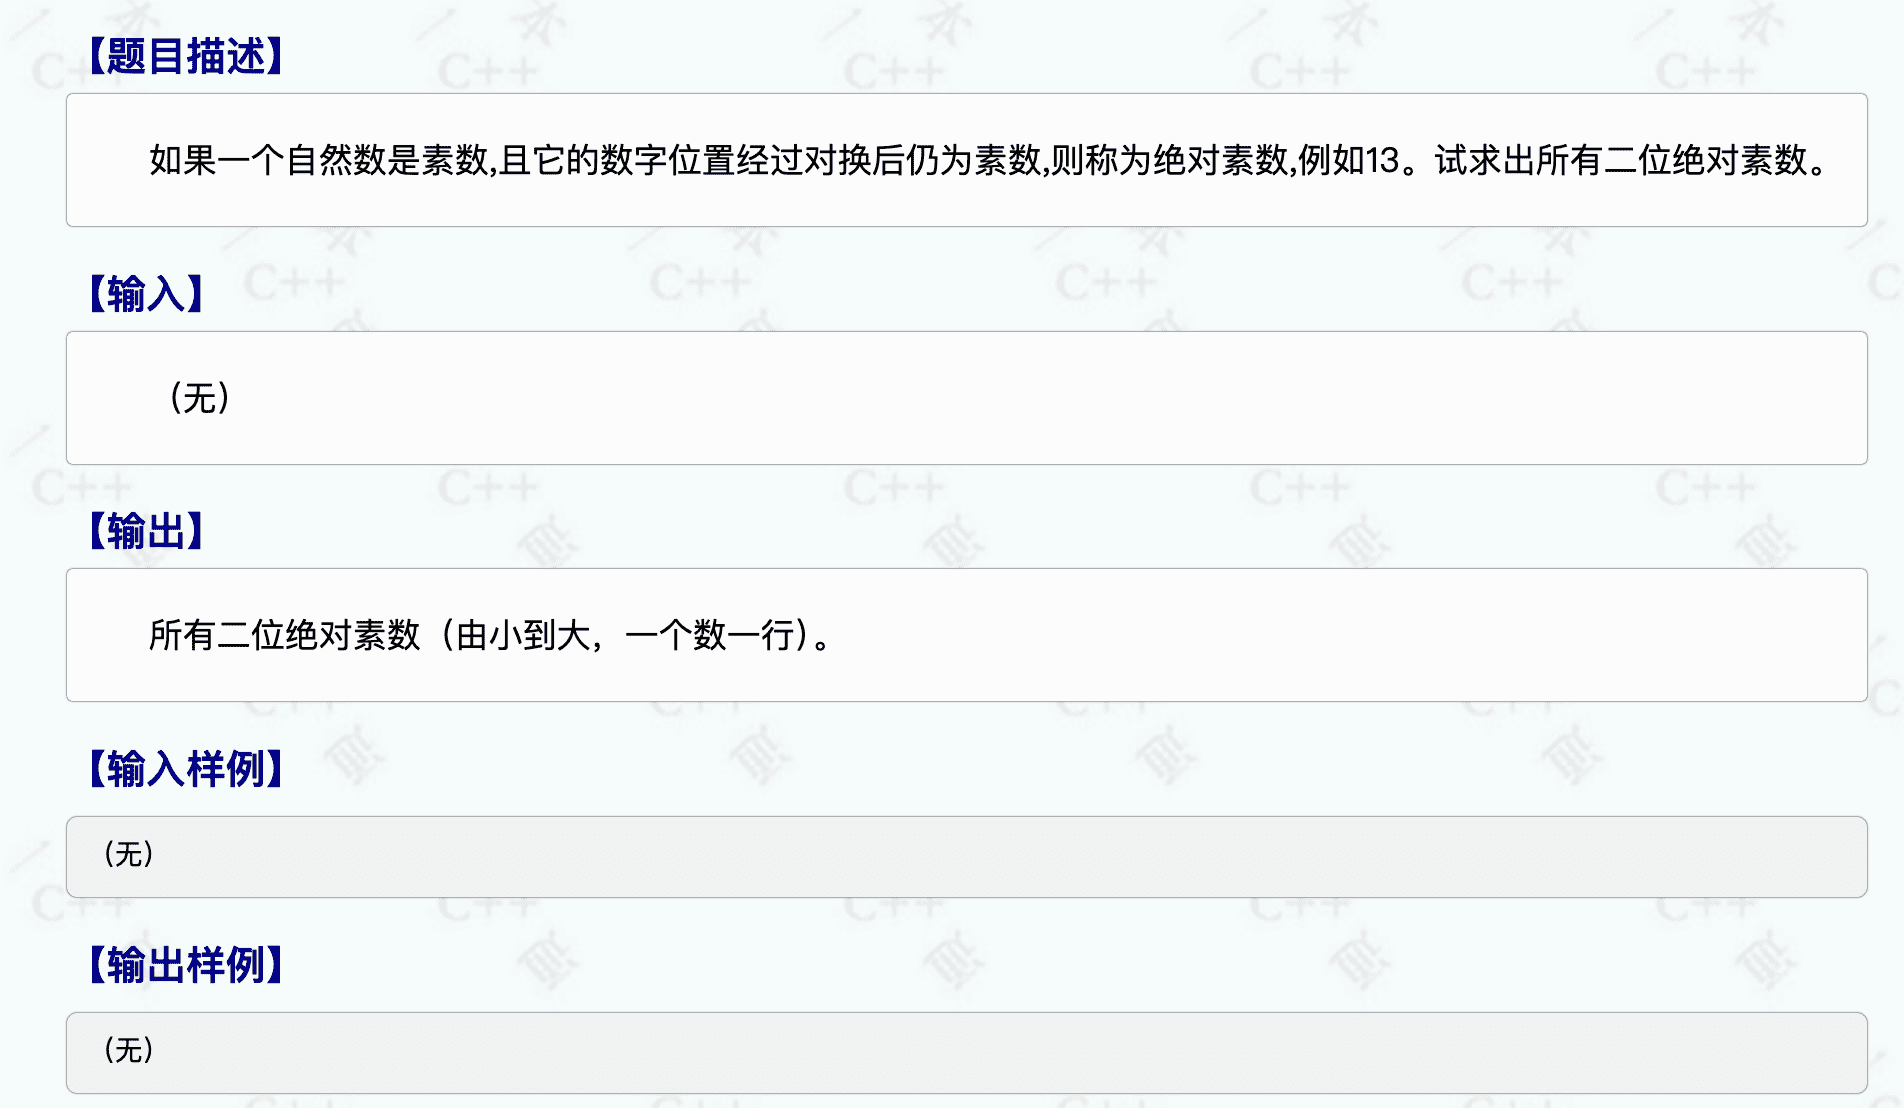 【题目描述】
如果一个自然数是素数,且它的数字位置经过对换后仍为素数,则称为绝对素数,例如13。试求出所有二位绝对素数。
【输入】
（无）
【输出】
所有二位绝对素数（由小到大，一个数一行）。
【输入样例】
（无）
【输出样例】
（无）